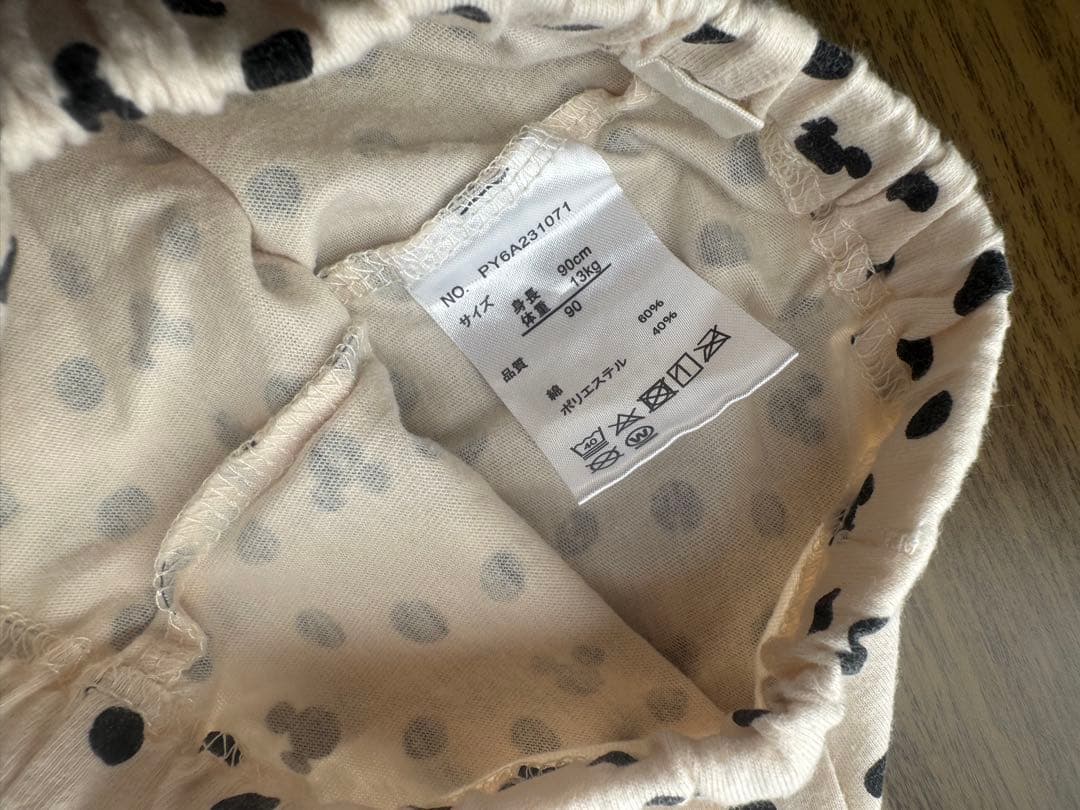 NO. PY6A231071
サイズ 身長 90cm
体重 13kg
90
品質
綿 60%
ポリエステル 40%
40
W